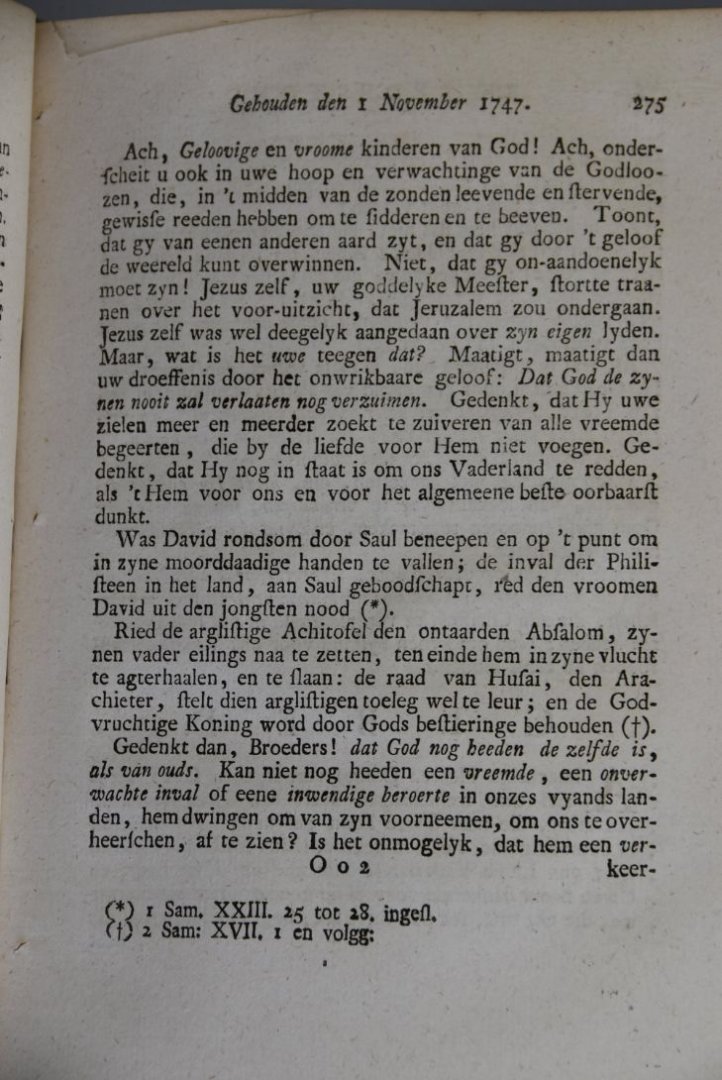 Gehouden den 1 November 1747. 275
Ach, Geloovige en vroome kinderen van God! Ach, onder-
ſcheit u ook in uwe hoop en verwachtinge van de Godloo-
zen, die, in 't midden van de zonden leevende en ſtervende,
gewisſe reeden hebben om te ſidderen en te beeven. Toont,
dat gy van eenen anderen aard zyt, en dat gy door 't geloof
de weereld kunt overwinnen. Niet, dat gy on-aandoenelyk
moet zyn! Jezus zelf, uw goddelyke Meeſter, ſtortte traa-
nen over het voor-uitzicht, dat Jeruzalem zou ondergaan.
Jezus zelf was wel deegelyk aangedaan over zyn eigen lyden.
Maar, wat is het uwe teegen dat? Maatigt, maatigt dan
uw droeffenis door het onwrikbaare geloof: Dat God de zy-
nen nooit zal verlaaten nog verzuimen. Gedenkt, dat Hy uwe
zielen meer en meerder zoekt te zuiveren van alle vreemde
begeerten, die by de liefde voor Hem niet voegen. Ge-
denkt, dat Hy nog in ſtaat is om ons Vaderland te redden,
als 't Hem voor ons en voor het algemeene beſte oorbaarſt
dunkt.
Was David rondsom door Saul beneepen en op 't punt om
in zyne moorddaadige handen te vallen; de inval der Phili-
ſteen in het land, aan Saul geboodſchapt, red den vroomen
David uit den jongſten nood (*).
Ried de argliſtige Achitofel den ontaarden Abſalom, zy-
nen vader eilings naa te zetten, ten einde hem in zyne vlucht
te agterhaalen, en te ſlaan: de raad van Huſai, den Ara-
chieter, ſtelt dien argliſtigen toeleg wel te leur; en de God-
vruchtige Koning word door Gods beſtieringe behouden (†).
Gedenkt dan, Broeders! dat God nog heeden de zelfde is,
als van ouds. Kan niet nog heeden een vreemde, een onver-
wachte inval of eene inwendige beroerte in onzes vyands lan-
den, hem dwingen om van zyn voorneemen, om ons te over-
heerſchen, af te zien? Is het onmogelyk, dat hem een ver-
O o 2 keer-
(*) 1 Sam. XXIII. 25 tot 28. ingeſl.
(†) 2 Sam: XVII. 1 en volgg: